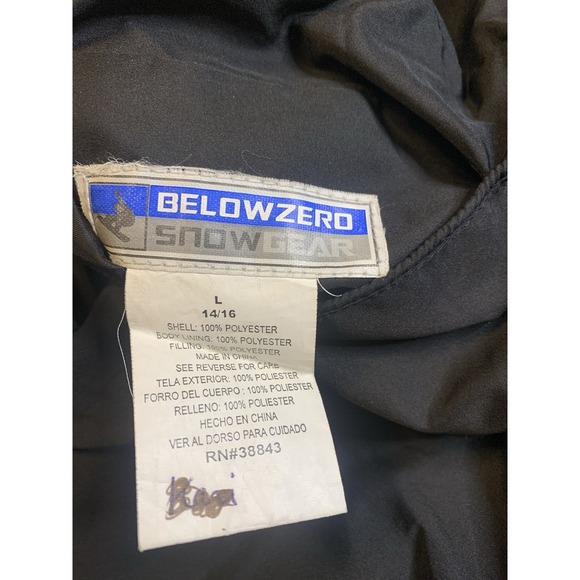 BELOWZERO
SNOWGEAR
L
14/16
SHELL: 100% POLYESTER
BODY LINING: 100% POLYESTER
FILLING: 100% POLYESTER
MADE IN CHINA
SEE REVERSE FOR CARE
TELA EXTERIOR: 100% POLIESTER
FORRO DEL CUERPO: 100% POLIESTER
RELLENO: 100% POLIESTER
HECHO EN CHINA
VER AL DORSO PARA CUIDADO
RN#38843